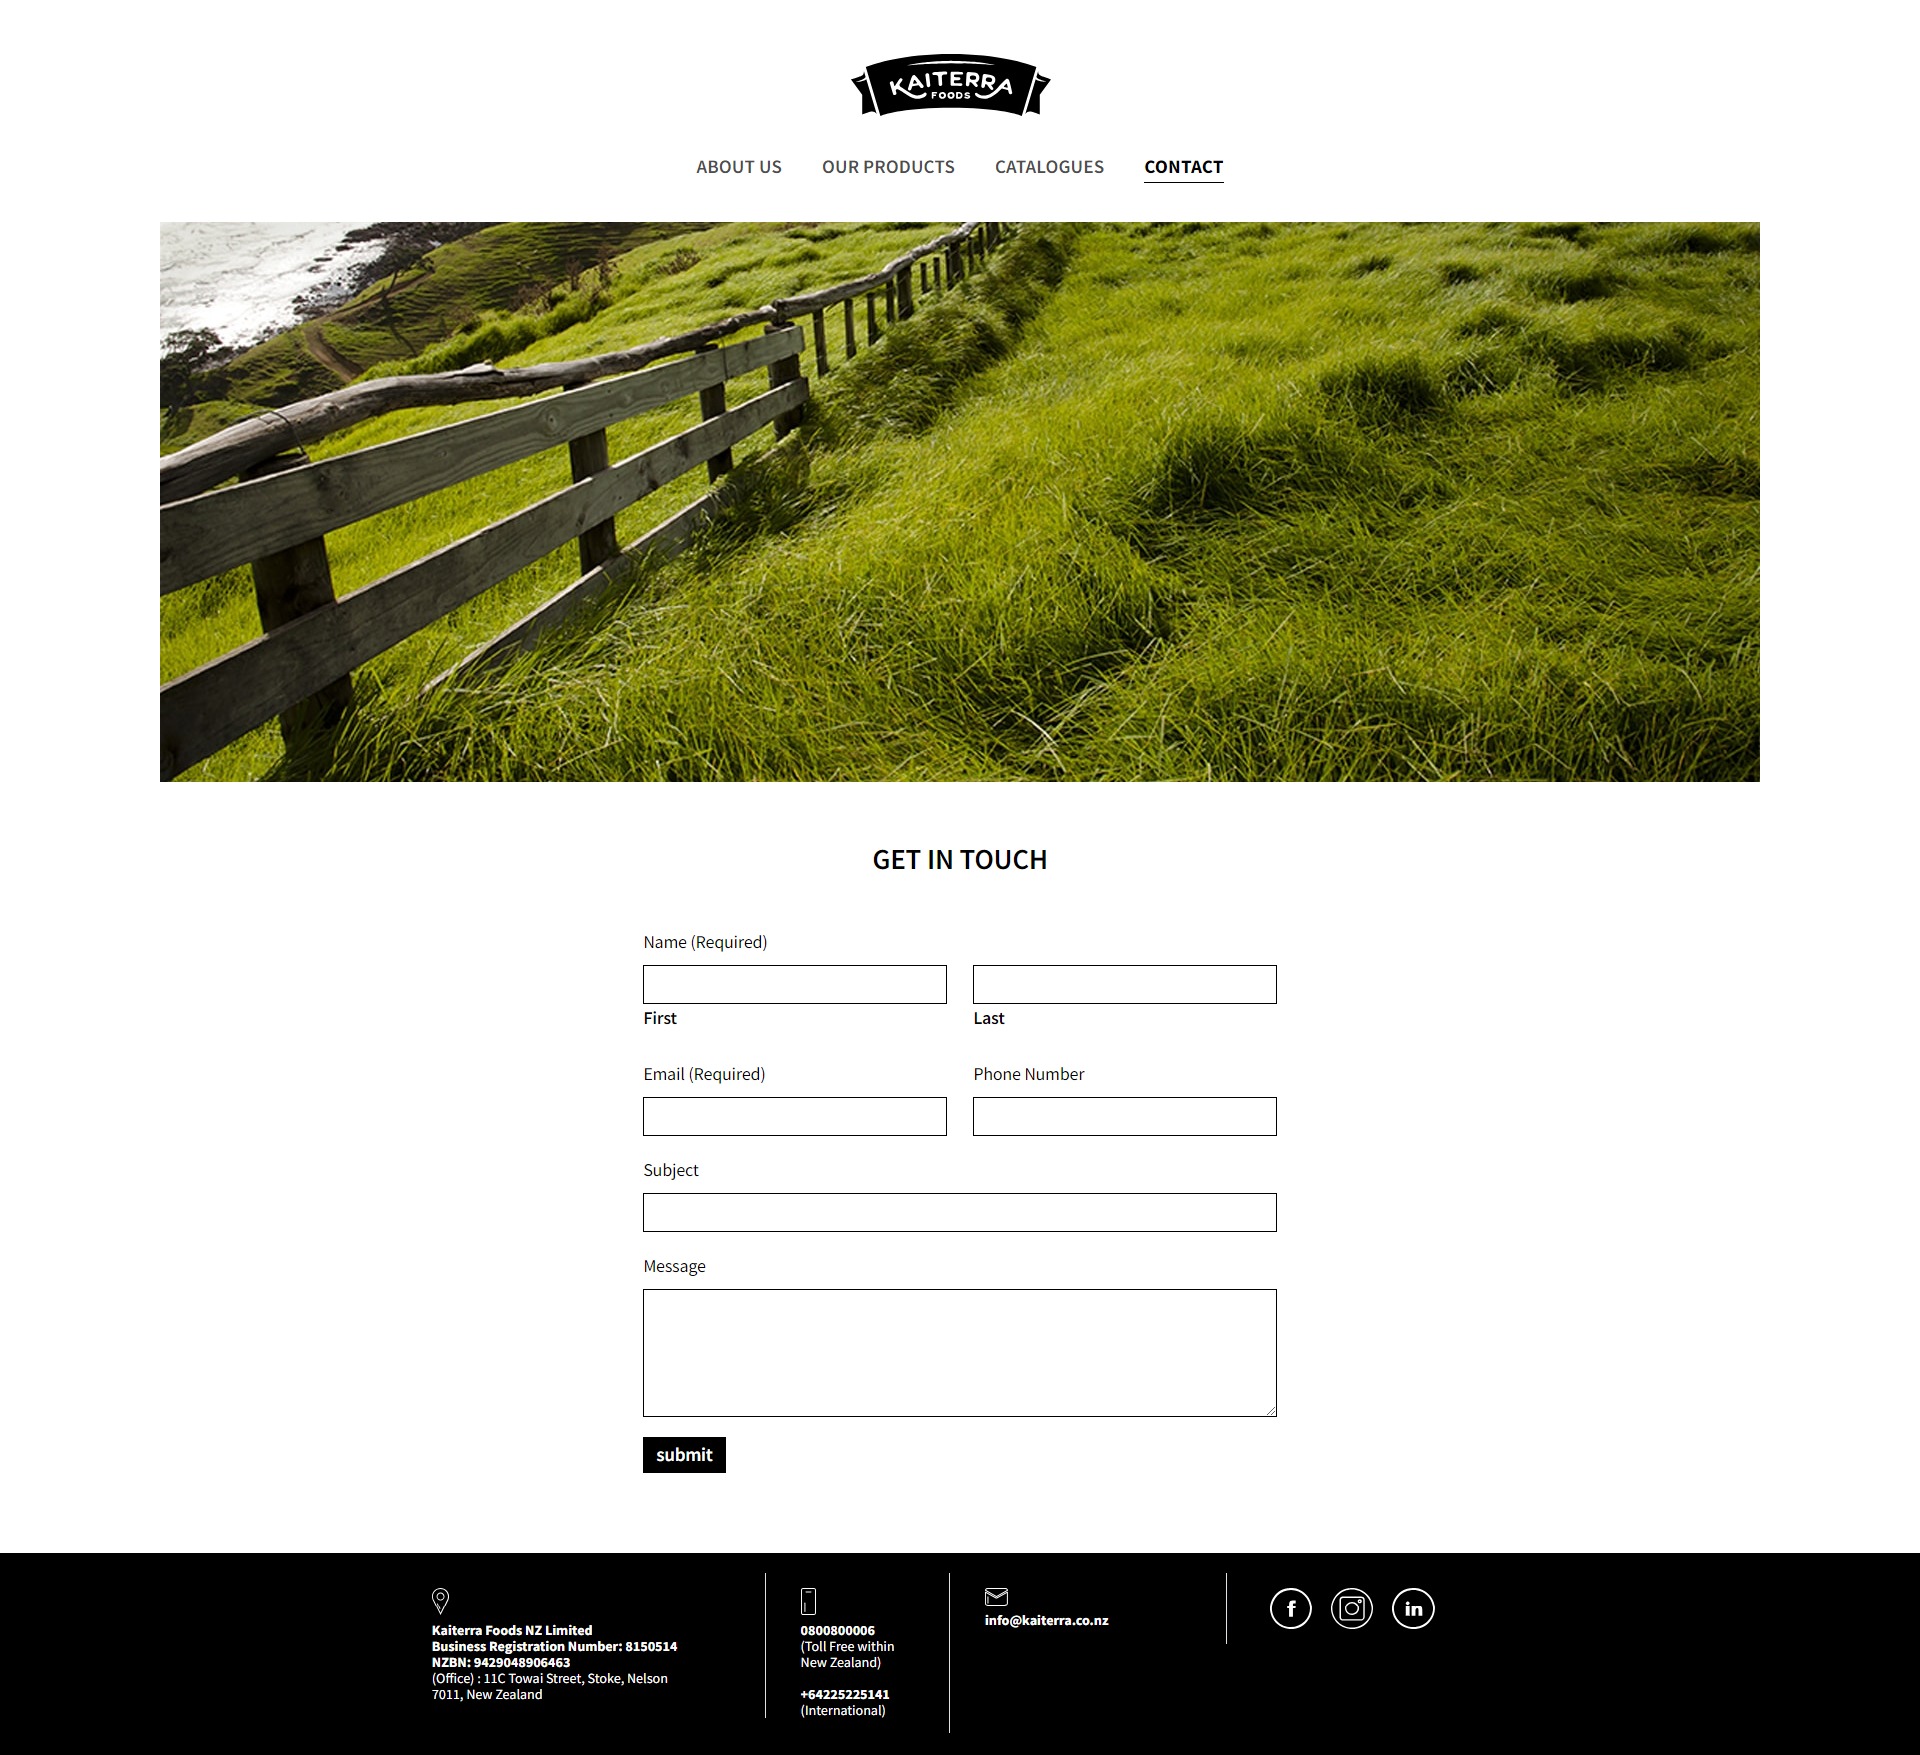 KAITERRA
FOODS
ABOUT US OUR PRODUCTS CATALOGUES CONTACT
GET IN TOUCH
Name (Required)
First Last
Email (Required) Phone Number
Subject
Message
submit
Kaiterra Foods NZ Limited
Business Registration Number: 8150514
NZBN: 9429048906463
(Office) : 11C Towai Street, Stoke, Nelson
7011, New Zealand
0800800006
(Toll Free within
New Zealand)
+64225225141
(International)
info@kaiterra.co.nz
f in